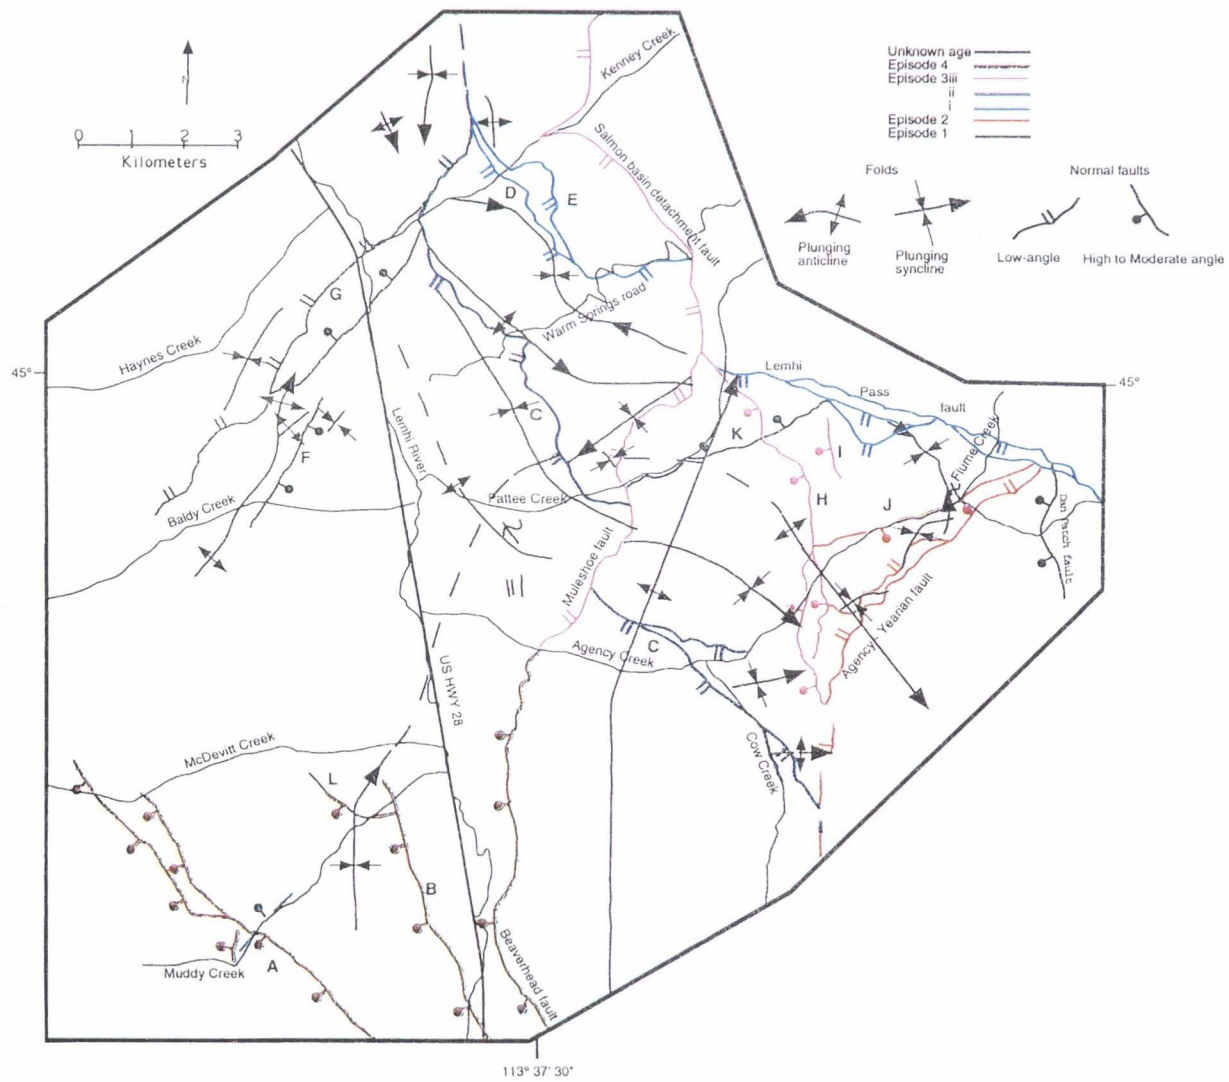 Unknown age
Episode 4
Episode 3iii
ii
i
Episode 2
Episode 1
Folds
Normal faults
Plunging
anticline
Plunging
syncline
Low-angle
High to Moderate angle
N
0 1 2 3
Kilometers
Kenney Creek
Salmon basin detachment fault
D
E
G
Warm Springs road
Haynes Creek
45°
45°
Lemhi
Pass
fault
C
K
I
F
Lemhi River
Flume Creek
Pattee Creek
Baldy Creek
H
J
Dan Patch fault
Muleshoe fault
Agency - Yearian fault
Agency Creek
C
US HWY 28
McDevitt Creek
Cow Creek
L
B
Beaverhead fault
A
Muddy Creek
113° 37' 30"